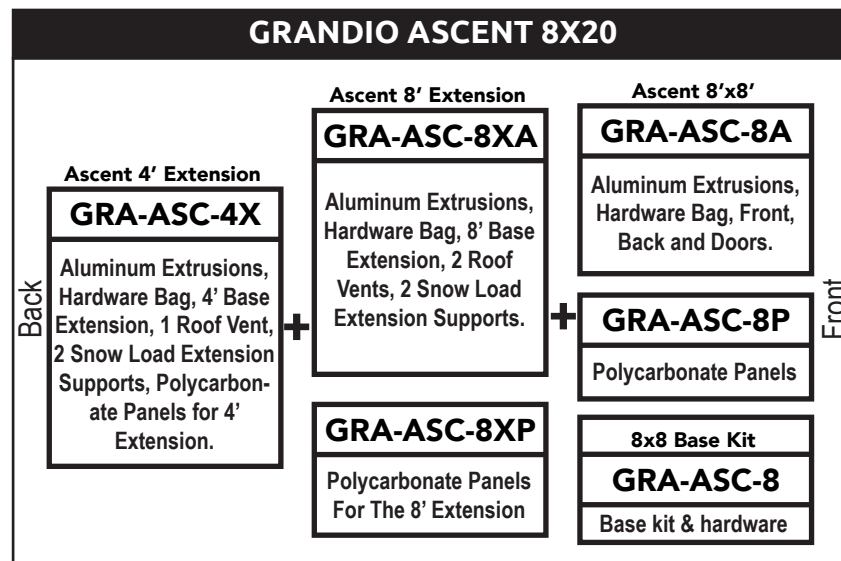 GRANDIO ASCENT 8X20
Back
Ascent 4’ Extension
GRA-ASC-4X
Aluminum Extrusions,
Hardware Bag, 4’ Base
Extension, 1 Roof Vent,
2 Snow Load Extension
Supports, Polycarbon-
ate Panels for 4’
Extension.
+
Ascent 8’ Extension
GRA-ASC-8XA
Aluminum Extrusions,
Hardware Bag, 8’ Base
Extension, 2 Roof
Vents, 2 Snow Load
Extension Supports.
GRA-ASC-8XP
Polycarbonate Panels
For The 8’ Extension
+
Ascent 8’x8’
GRA-ASC-8A
Aluminum Extrusions,
Hardware Bag, Front,
Back and Doors.
GRA-ASC-8P
Polycarbonate Panels
8x8 Base Kit
GRA-ASC-8
Base kit & hardware
Front